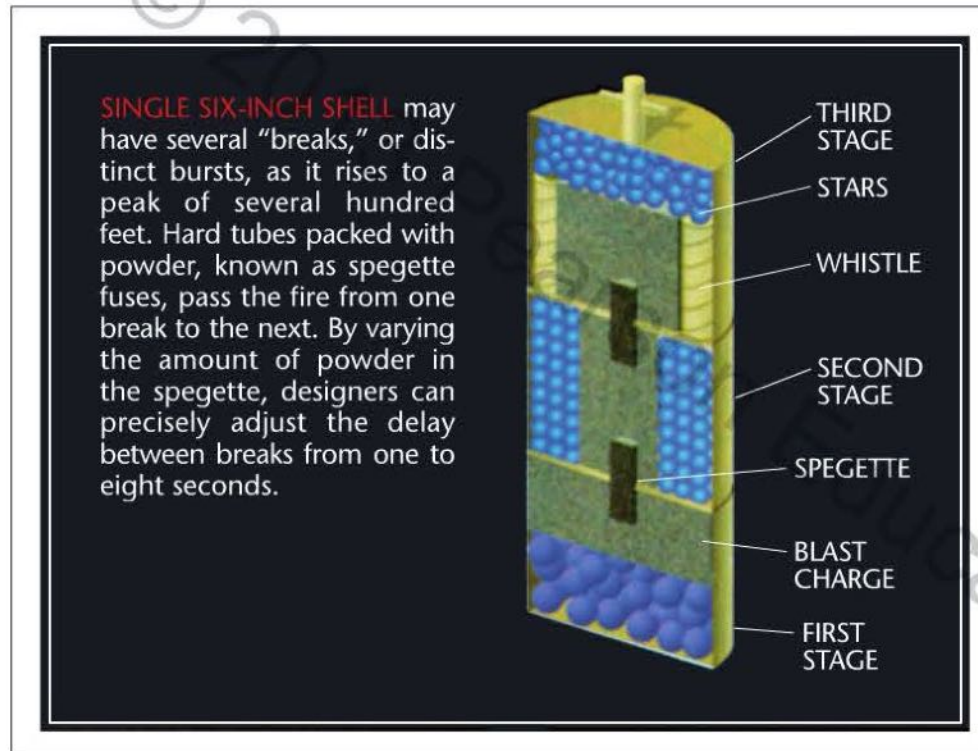 SINGLE SIX-INCH SHELL may
have several “breaks,” or dis-
tinct bursts, as it rises to a
peak of several hundred
feet. Hard tubes packed with
powder, known as spegette
fuses, pass the fire from one
break to the next. By varying
the amount of powder in
the spegette, designers can
precisely adjust the delay
between breaks from one to
eight seconds.
THIRD
STAGE
STARS
WHISTLE
SECOND
STAGE
SPEGETTE
BLAST
CHARGE
FIRST
STAGE